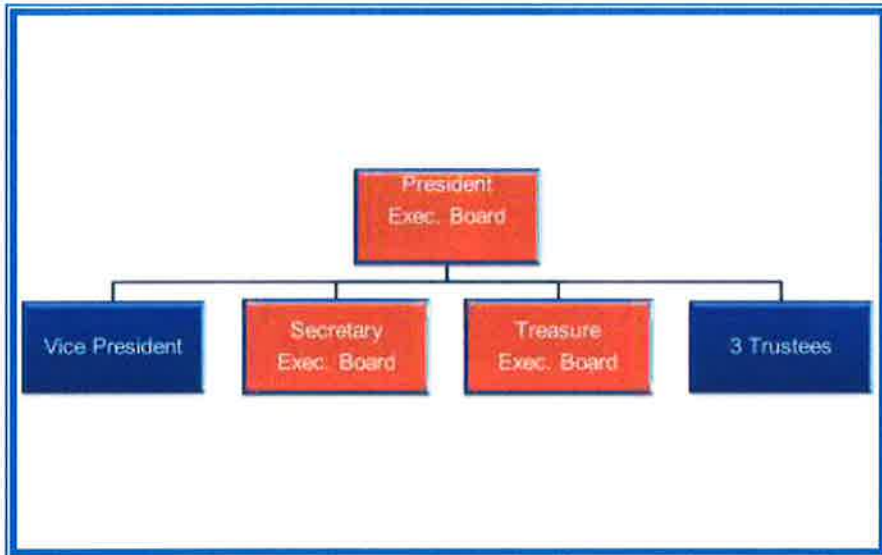 President
Exec. Board
Vice President
Secretary
Exec. Board
Treasure
Exec. Board
3 Trustees